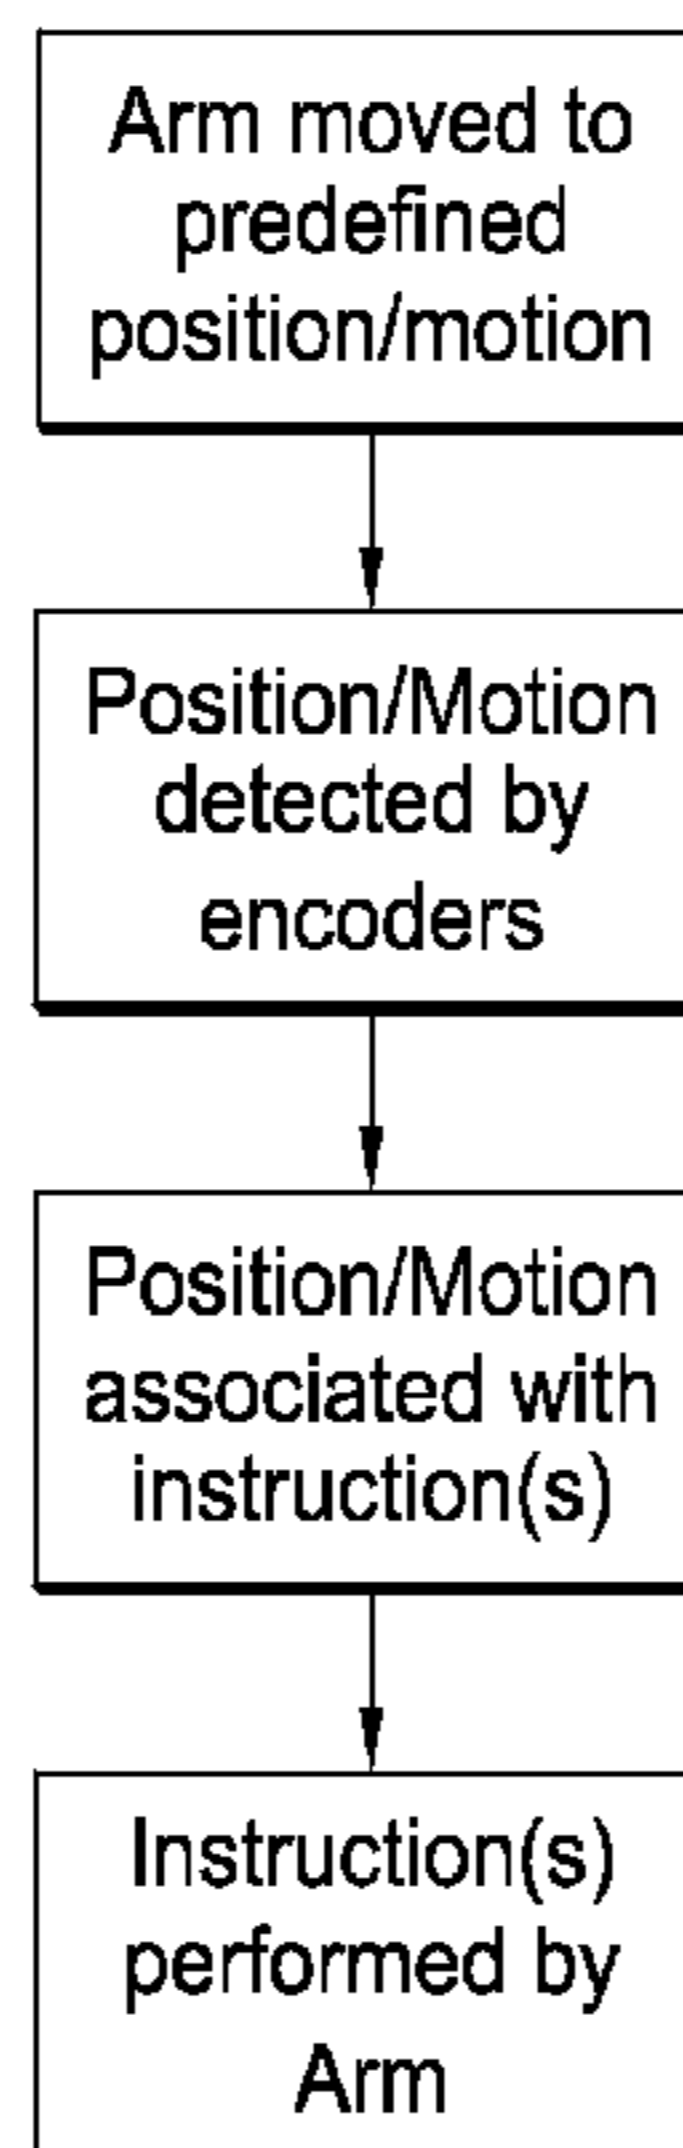 Arm moved to
predefined
position/motion
Position/Motion
detected by
encoders
Position/Motion
associated with
instruction(s)
Instruction(s)
performed by
Arm